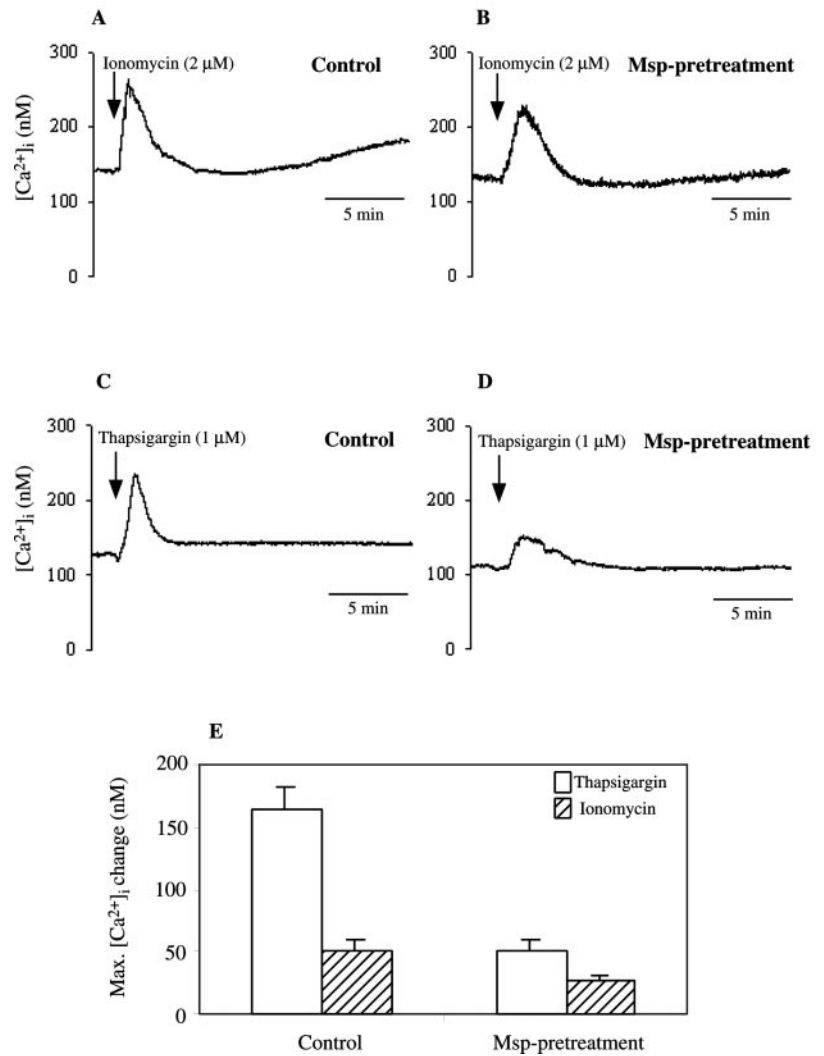 A
300
Ionomycin (2 µM)
Control
200
100
0
[Ca2+]i (nM)
5 min
B
300
Ionomycin (2 µM)
Msp-pretreatment
200
100
0
5 min
C
300
Thapsigargin (1 µM)
Control
200
100
0
[Ca2+]i (nM)
5 min
D
300
Thapsigargin (1 µM)
Msp-pretreatment
200
100
0
5 min
E
200
150
100
50
0
Max. [Ca2+]i change (nM)
Thapsigargin
Ionomycin
Control
Msp-pretreatment